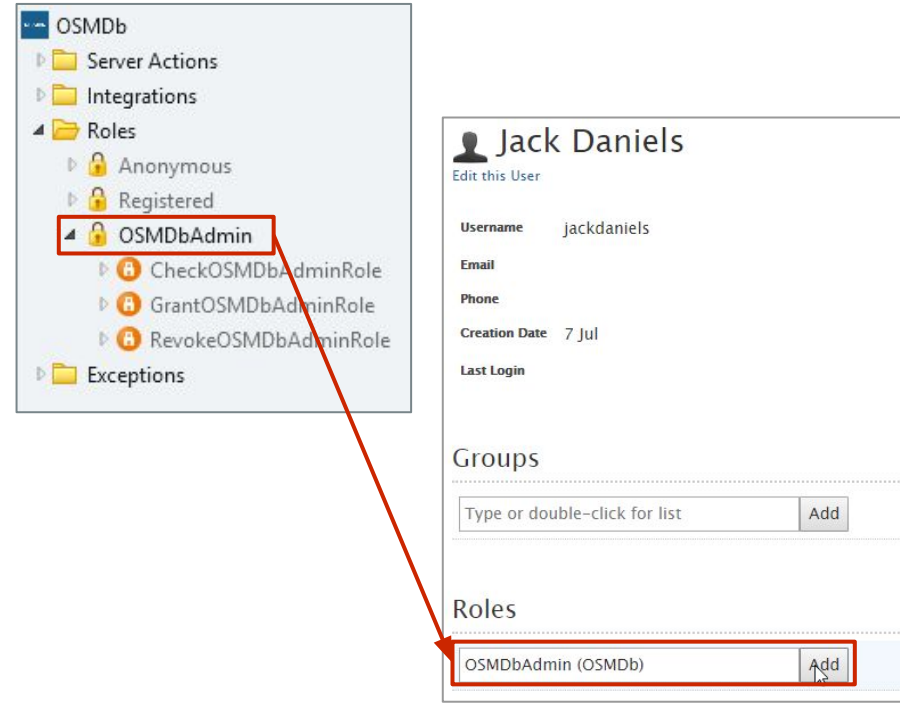 OSMDb
Server Actions
Integrations
Roles
Anonymous
Registered
OSMDbAdmin
CheckOSMDbAdminRole
GrantOSMDbAdminRole
RevokeOSMDbAdminRole
Exceptions
Jack Daniels
Edit this User
Username jackdaniels
Email
Phone
Creation Date 7 Jul
Last Login
Groups
Type or double-click for list Add
Roles
OSMDbAdmin (OSMDb) Add